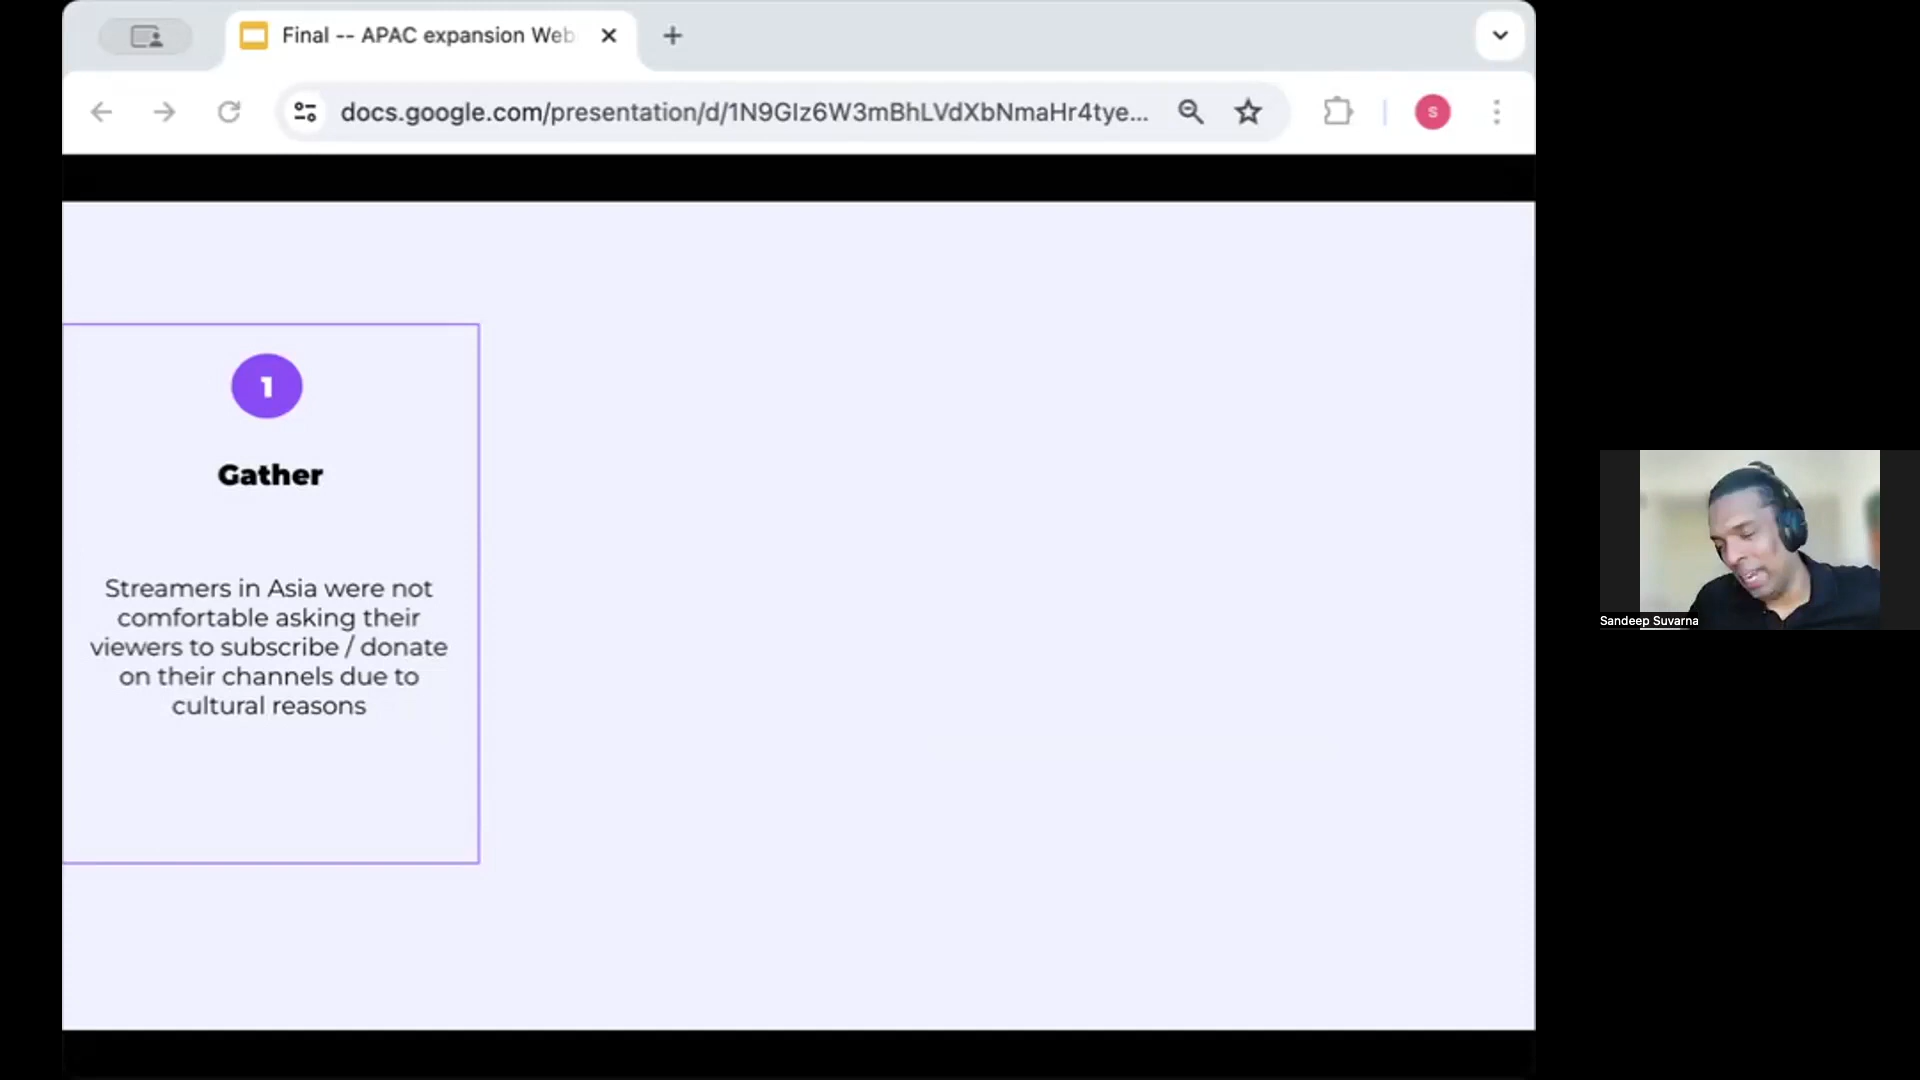 Final -- APAC expansion Web
docs.google.com/presentation/d/1N9GIz6W3mBhLVdXbNmaHr4tye...
S
1
Gather
Streamers in Asia were not
comfortable asking their
viewers to subscribe / donate
on their channels due to
cultural reasons
Sandeep Suvarna